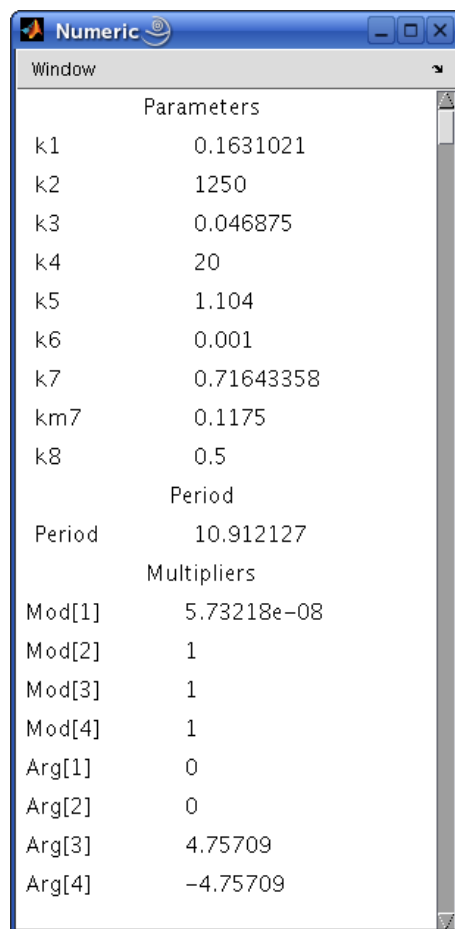 Numeric
Window
Parameters
k1 0.1631021
k2 1250
k3 0.046875
k4 20
k5 1.104
k6 0.001
k7 0.71643358
km7 0.1175
k8 0.5
Period
Period 10.912127
Multipliers
Mod[1] 5.73218e-08
Mod[2] 1
Mod[3] 1
Mod[4] 1
Arg[1] 0
Arg[2] 0
Arg[3] 4.75709
Arg[4] -4.75709